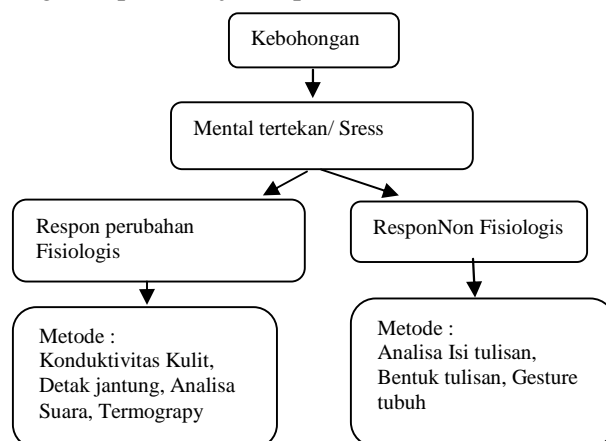 Kebohongan
Mental tertekan/ Sress
Respon perubahan
Fisiologis
ResponNon Fisiologis
Metode :
Konduktivitas Kulit,
Detak jantung, Analisa
Suara, Termograpy
Metode :
Analisa Isi tulisan,
Bentuk tulisan, Gesture
tubuh